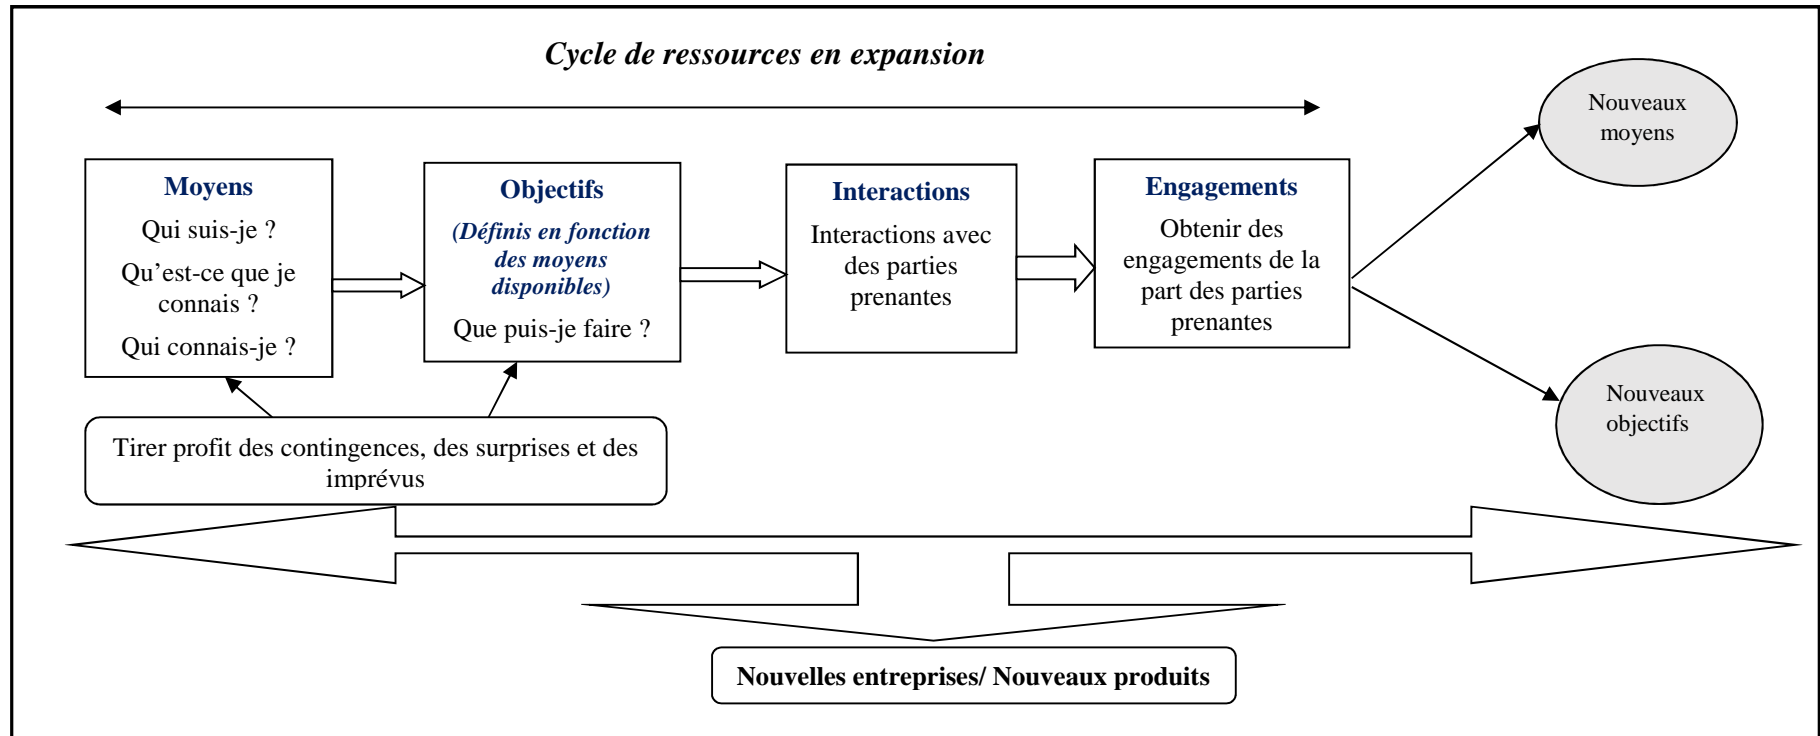 Cycle de ressources en expansion
Moyens
Qui suis-je ?
Qu’est-ce que je
connais ?
Qui connais-je ?
Objectifs
(Définis en fonction
des moyens
disponibles)
Que puis-je faire ?
Interactions
Interactions avec
des parties
prenantes
Engagements
Obtenir des
engagements de la
part des parties
prenantes
Nouveaux
moyens
Nouveaux
objectifs
Tirer profit des contingences, des surprises et des
imprévus
Nouvelles entreprises/ Nouveaux produits